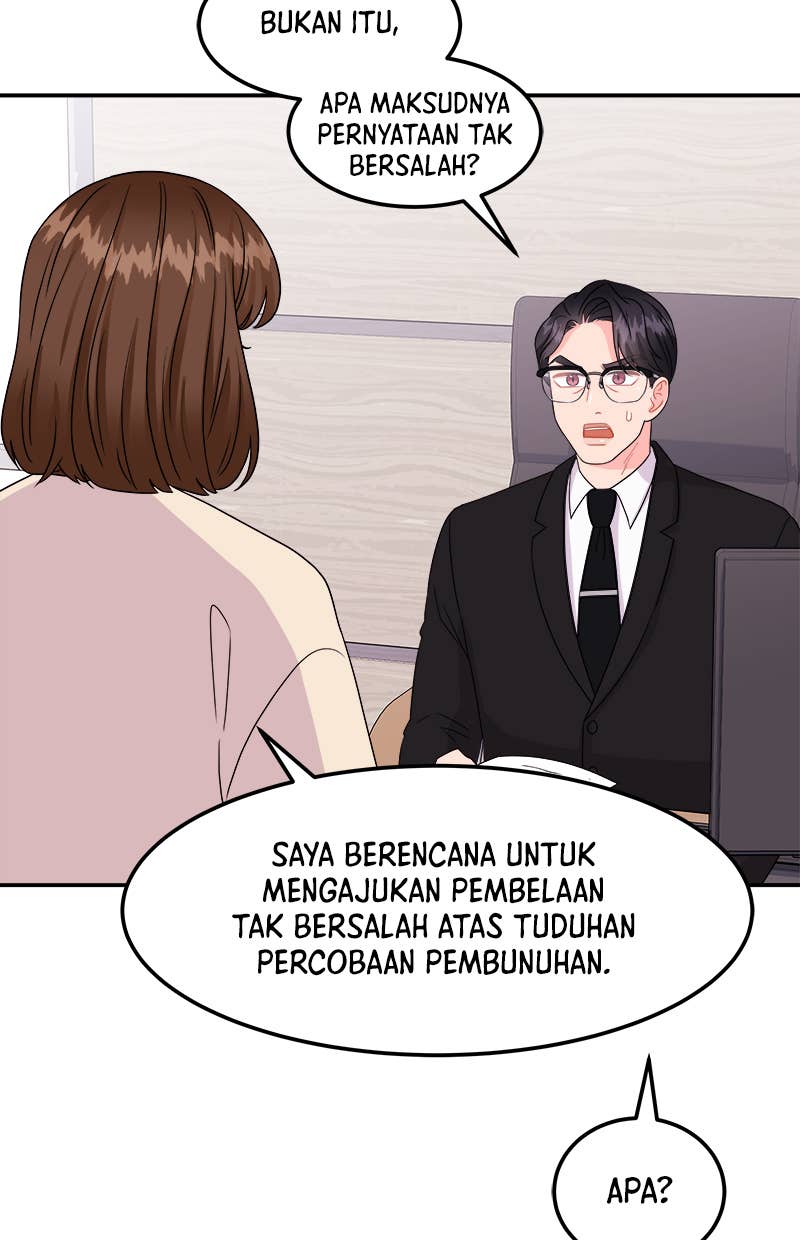 BUKAN ITU,
APA MAKSUDNYA
PERNYATAAN TAK
BERSALAH?
SAYA BERENCANA UNTUK
MENGAJUKAN PEMBELAAN
TAK BERSALAH ATAS TUDUHAN
PERCOBAAN PEMBUNUHAN.
APA?